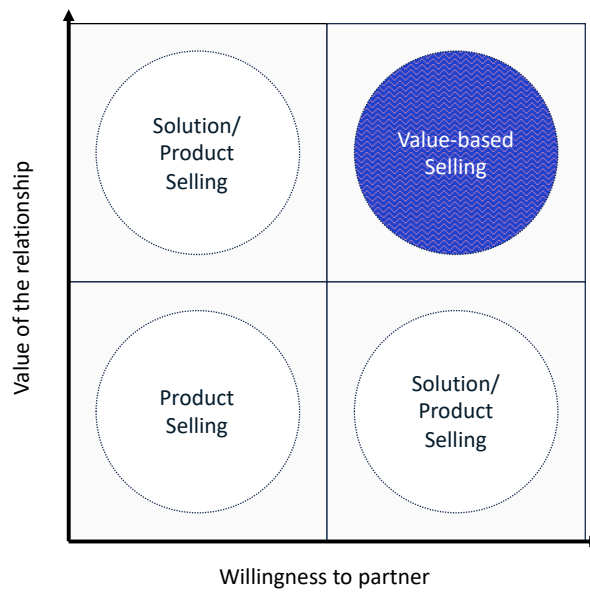 Value of the relationship
Solution/
Product
Selling
Value-based
Selling
Product
Selling
Solution/
Product
Selling
Willingness to partner